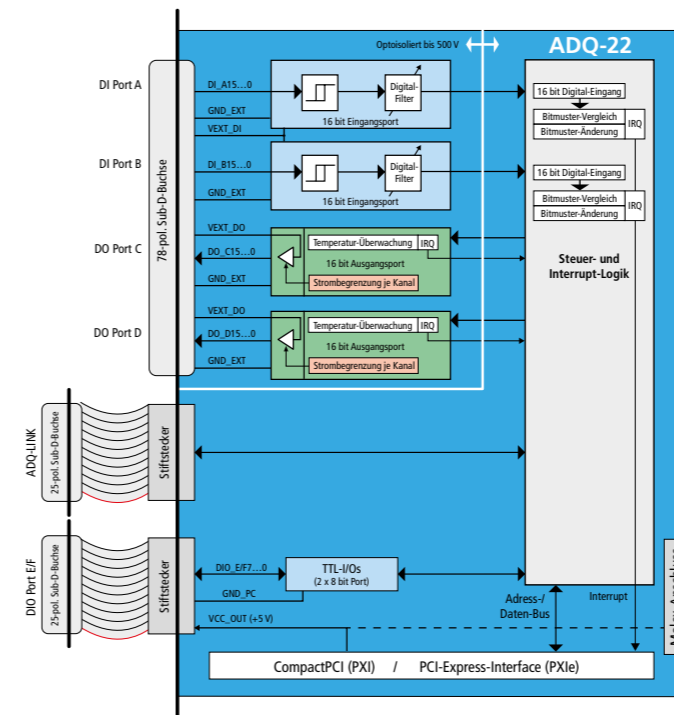 Optoisoliert bis 500 V
ADQ-22
DI Port A
DI Port B
DO Port C
DO Port D
78-pol. Sub-D-Buchse
DI_A15...0
GND_EXT
VEXT_DI
DI_B15...0
GND_EXT
VEXT_DO
DO_C15...0
GND_EXT
VEXT_DO
DO_D15...0
GND_EXT
Digital-
Filter
16 bit Eingangsport
Digital-
Filter
16 bit Eingangsport
Temperatur-Überwachung
IRQ
16 bit Ausgangsport
Strombegrenzung je Kanal
Temperatur-Überwachung
IRQ
16 bit Ausgangsport
Strombegrenzung je Kanal
16 bit Digital-Eingang
Bitmuster-Vergleich
Bitmuster-Änderung
IRQ
16 bit Digital-Eingang
Bitmuster-Vergleich
Bitmuster-Änderung
IRQ
Steuer- und
Interrupt-Logik
ADQ-LINK
25-pol. Sub-D-Buchse
Stiftstecker
DIO Port E/F
25-pol. Sub-D-Buchse
Stiftstecker
DIO_E/F7...0
GND_PC
VCC_OUT (+5 V)
TTL-I/Os
(2 x 8 bit Port)
Adress-/
Daten-Bus
Interrupt
CompactPCI (PXI) / PCI-Express-Interface (PXIe)